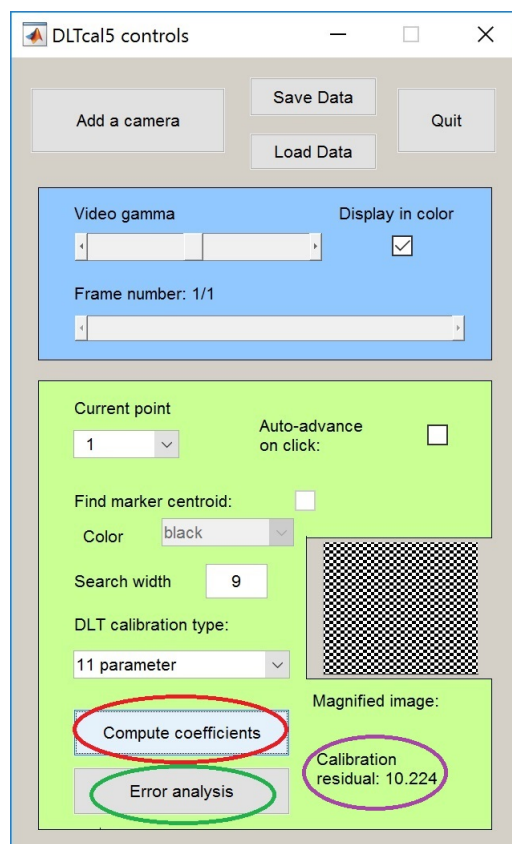 DLTcal5 controls
Add a camera
Save Data
Load Data
Quit
Video gamma
Display in color
Frame number: 1/1
Current point
1
Auto-advance
on click:
Find marker centroid:
Color
black
Search width
9
DLT calibration type:
11 parameter
Magnified image:
Compute coefficients
Calibration
residual: 10.224
Error analysis